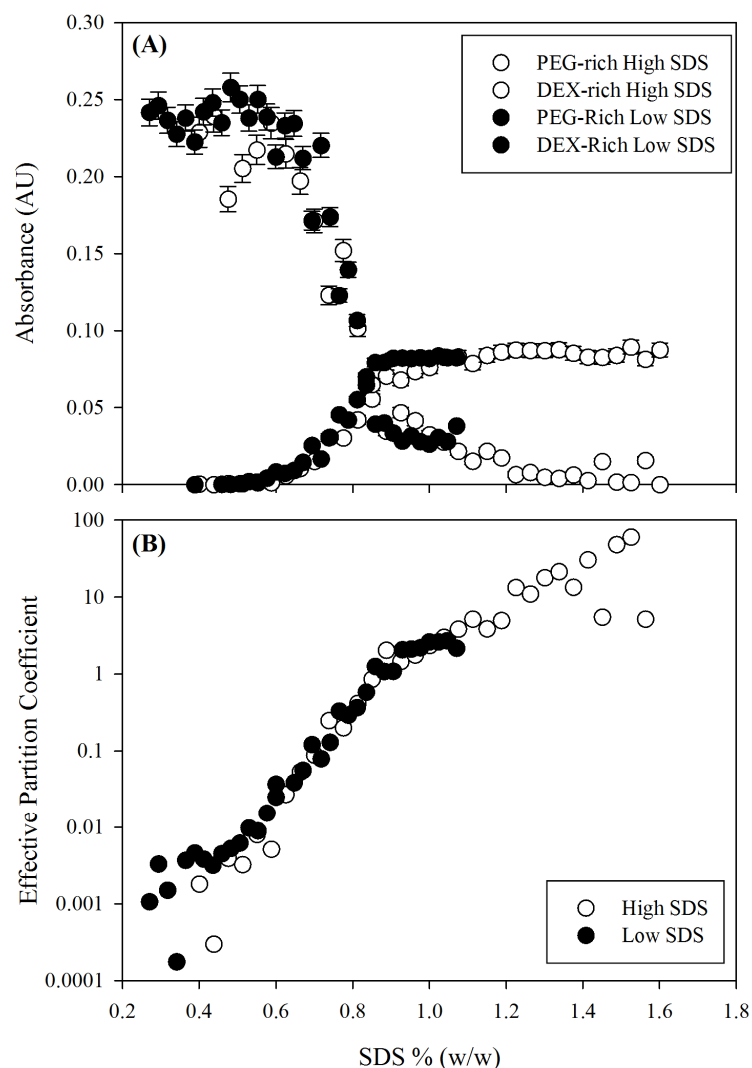 (A)
PEG-rich High SDS
DEX-rich High SDS
PEG-Rich Low SDS
DEX-Rich Low SDS
Absorbance (AU)
0.30
0.25
0.20
0.15
0.10
0.05
0.00
(B)
Effective Partition Coefficient
100
10
1
0.1
0.01
0.001
0.0001
High SDS
Low SDS
0.2 0.4 0.6 0.8 1.0 1.2 1.4 1.6 1.8
SDS % (w/w)